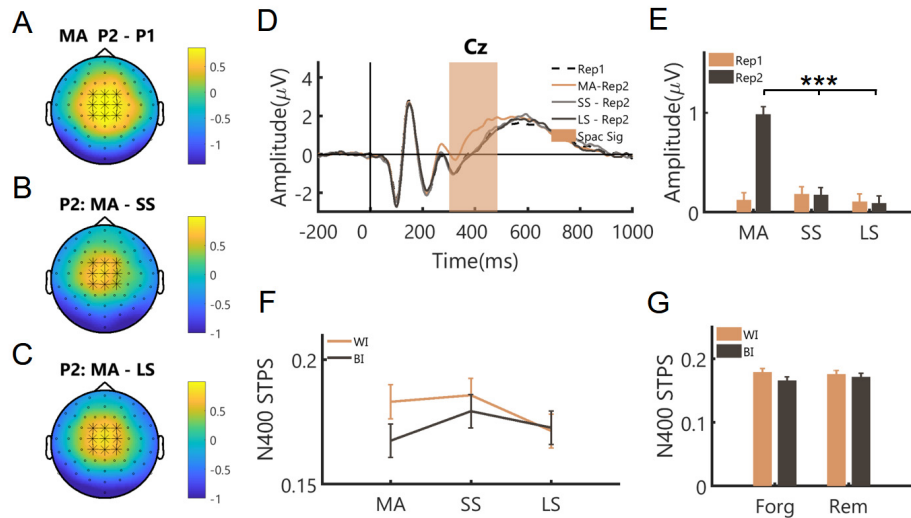 A
MA P2 - P1
0.5
0
-0.5
-1
B
P2: MA - SS
0.5
0
-0.5
-1
C
P2: MA - LS
0.5
0
-0.5
-1
D
Cz
Amplitude(μV)
4
2
0
-2
-200
0
200
400
600
800
1000
Time(ms)
Rep1
MA-Rep2
SS - Rep2
LS - Rep2
Spac Sig
E
Rep1
Rep2
***
Amplitude(μV)
1
0
MA
SS
LS
F
WI
BI
N400 STPS
0.2
0.15
MA
SS
LS
G
WI
BI
N400 STPS
0.2
0.1
0
Forg
Rem